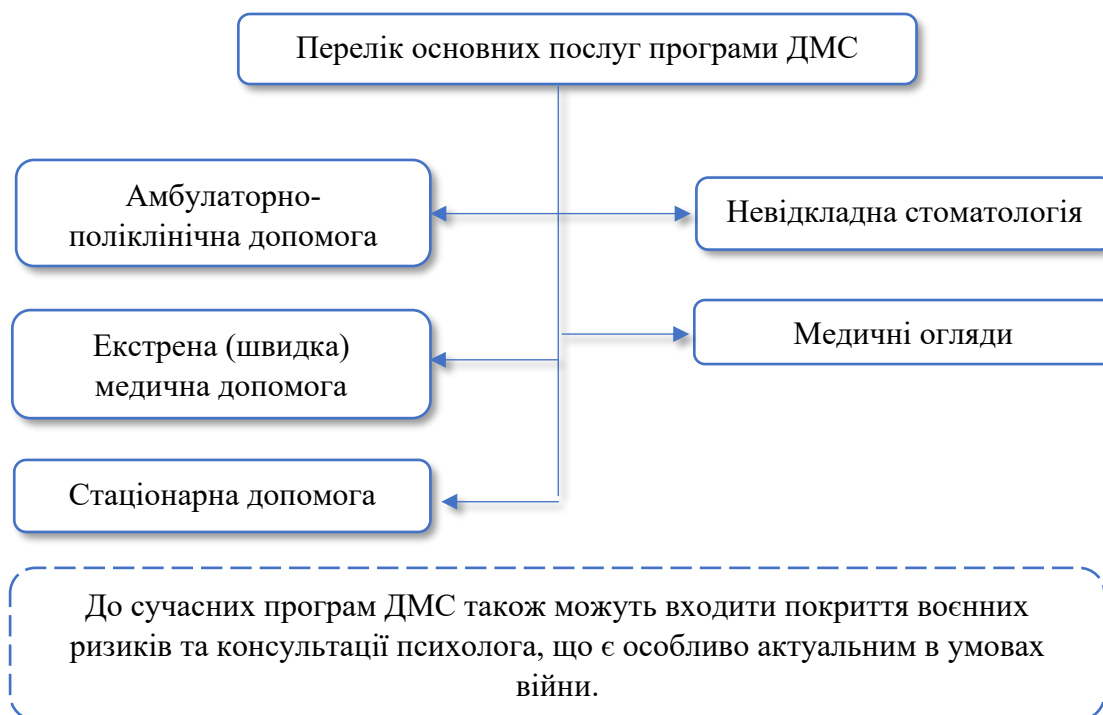 Перелік основних послуг програми ДМС
Амбулаторно-
поліклінічна допомога
Невідкладна стоматологія
Екстрена (швидка)
медична допомога
Медичні огляди
Стаціонарна допомога
До сучасних програм ДМС також можуть входити покриття воєнних
ризиків та консультації психолога, що є особливо актуальним в умовах
війни.